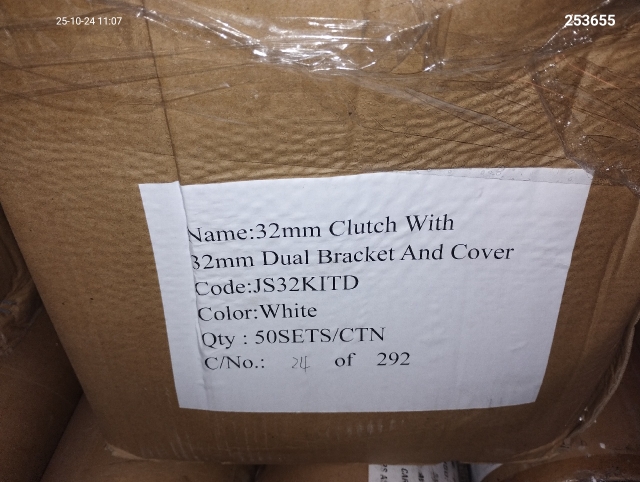 25-10-24 11:07
253655
Name:32mm Clutch With
32mm Dual Bracket And Cover
Code:JS32KITD
Color:White
Qty : 50SETS/CTN
C/No.: 24 of 292